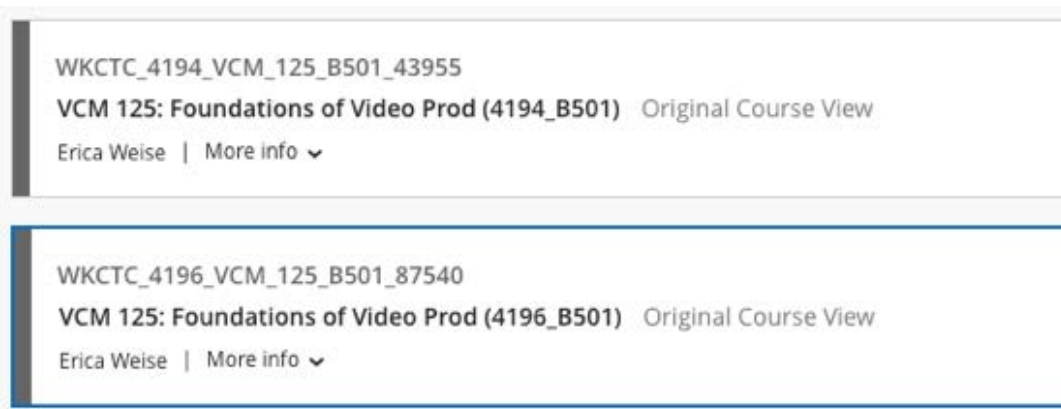 WKCTC_4194_VCM_125_B501_43955
VCM 125: Foundations of Video Prod (4194_B501) Original Course View
Erica Weise | More info
WKCTC_4196_VCM_125_B501_87540
VCM 125: Foundations of Video Prod (4196_B501) Original Course View
Erica Weise | More info